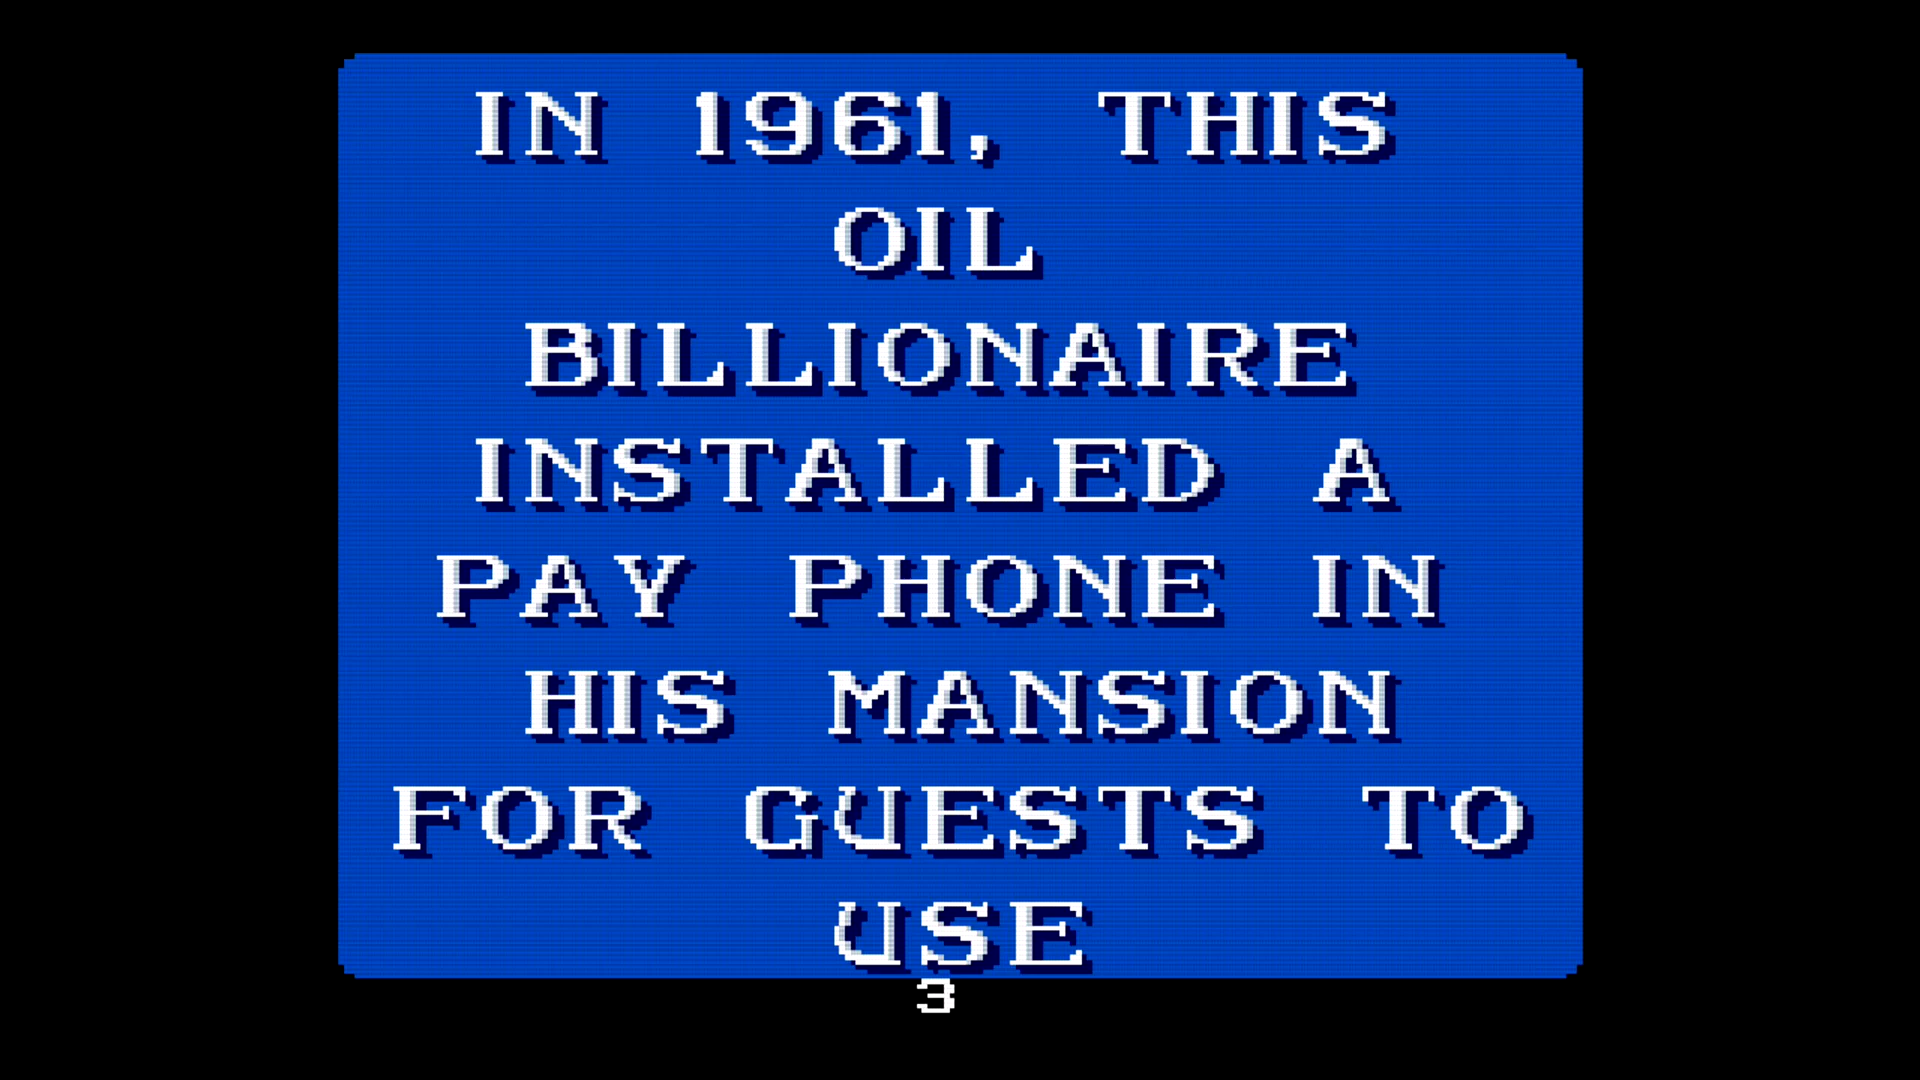 IN 1961, THIS
OIL
BILLIONAIRE
INSTALLED A
PAY PHONE IN
HIS MANSION
FOR GUESTS TO
USE
3